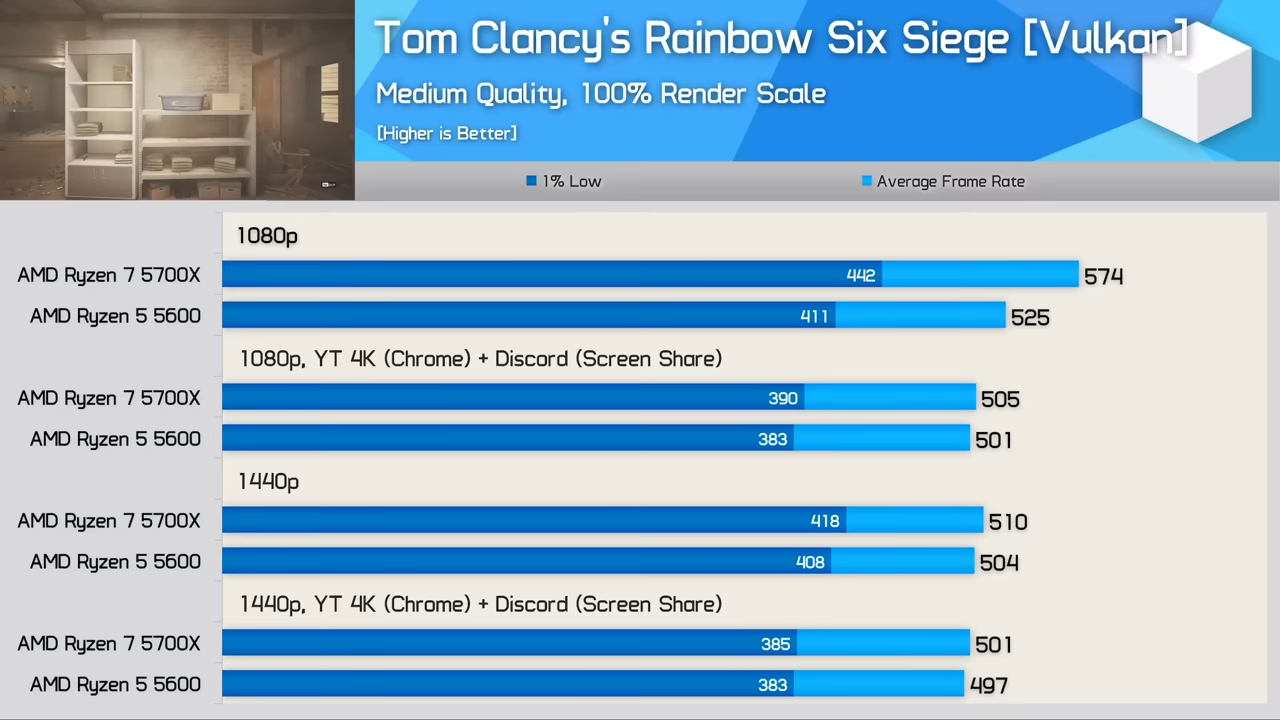 Tom Clancy's Rainbow Six Siege [Vulkan]
Medium Quality, 100% Render Scale
[Higher is Better]
1% Low Average Frame Rate
1080p
AMD Ryzen 7 5700X 442 574
AMD Ryzen 5 5600 411 525
1080p, YT 4K (Chrome) + Discord (Screen Share)
AMD Ryzen 7 5700X 390 505
AMD Ryzen 5 5600 383 501
1440p
AMD Ryzen 7 5700X 418 510
AMD Ryzen 5 5600 408 504
1440p, YT 4K (Chrome) + Discord (Screen Share)
AMD Ryzen 7 5700X 385 501
AMD Ryzen 5 5600 383 497